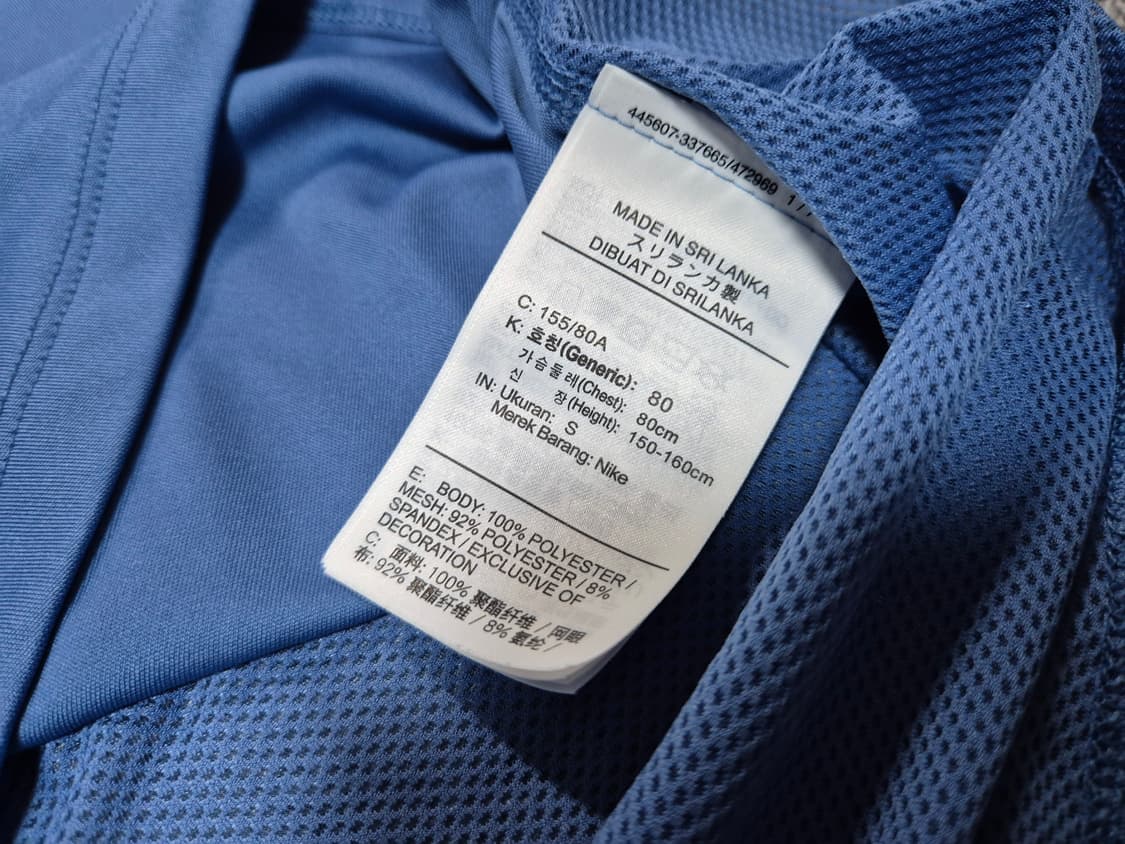 445607-337665/472969 1 /
MADE IN SRI LANKA
スリランカ製
DIBUAT DI SRILANKA
C: 155/80A
K: 호칭(Generic): 80
가슴둘레(Chest): 80cm
신 장(Height): 150-160cm
IN: Ukuran: S
Merek Barang: Nike
E: BODY: 100% POLYESTER /
MESH: 92% POLYESTER / 8%
SPANDEX / EXCLUSIVE OF
DECORATION
C: 面料: 100% 聚酯纤维 / 网眼
布: 92% 聚酯纤维 / 8% 氨纶 /